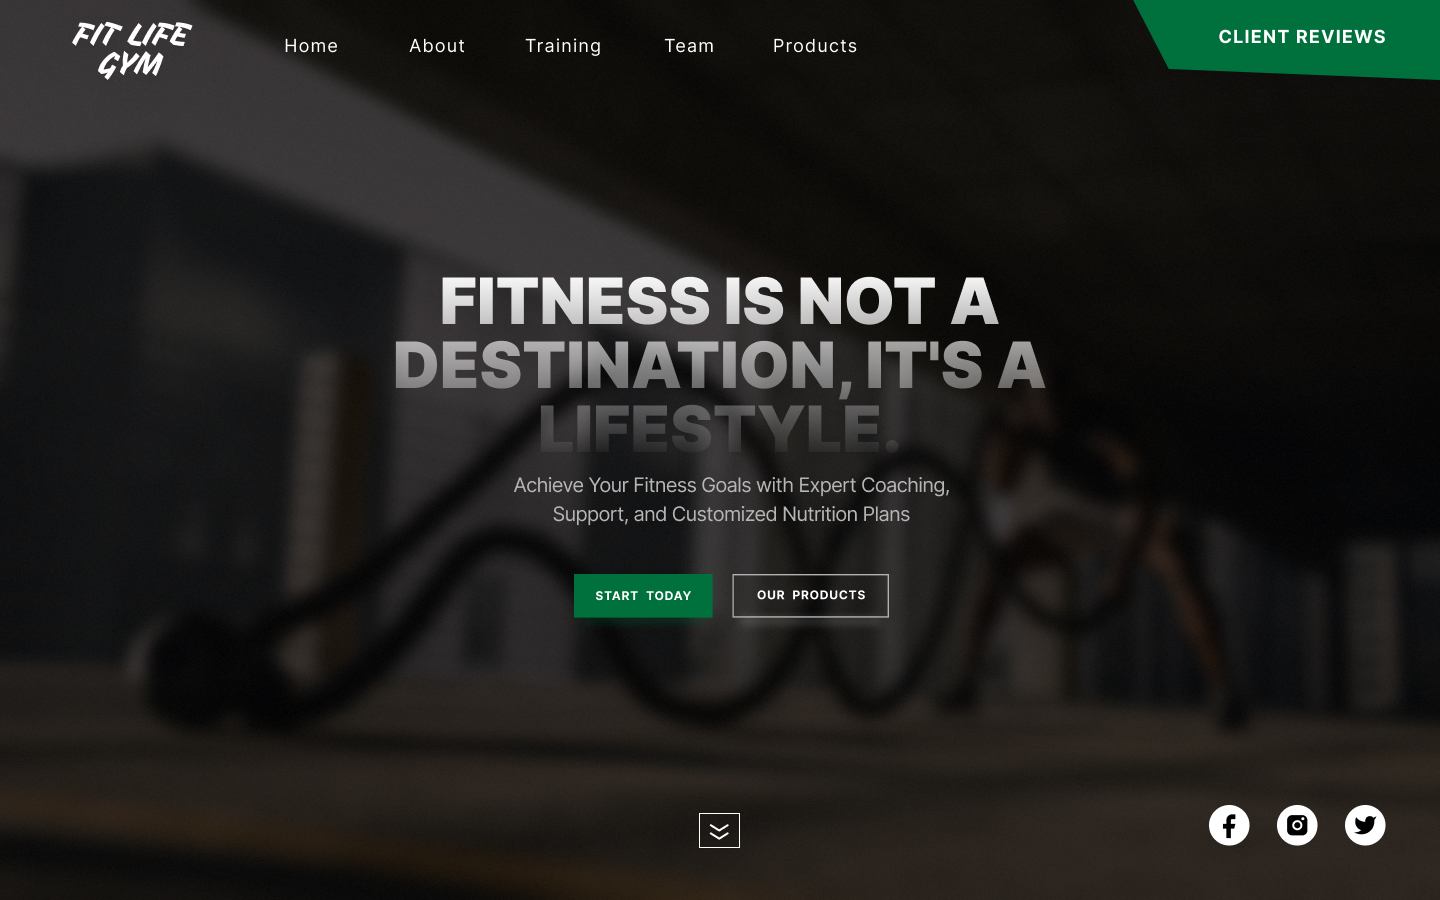 FIT LIFE
GYM
Home
About
Training
Team
Products
CLIENT REVIEWS
FITNESS IS NOT A
DESTINATION, IT'S A
LIFESTYLE.
Achieve Your Fitness Goals with Expert Coaching,
Support, and Customized Nutrition Plans
START TODAY
OUR PRODUCTS